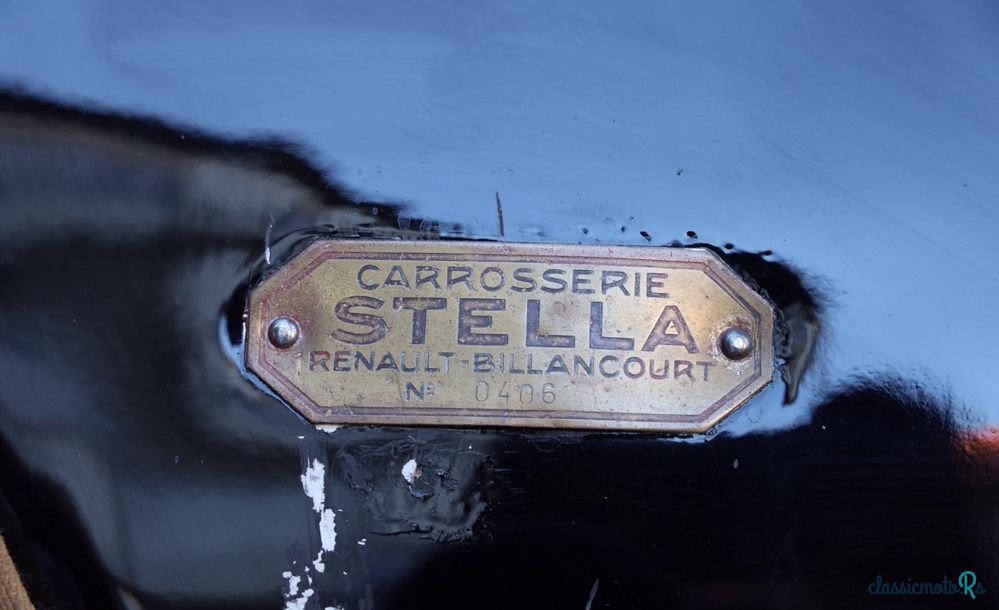 CARROSSERIE
STELLA
RENAULT-BILLANCOURT
Nº 0406
classicmotoRs